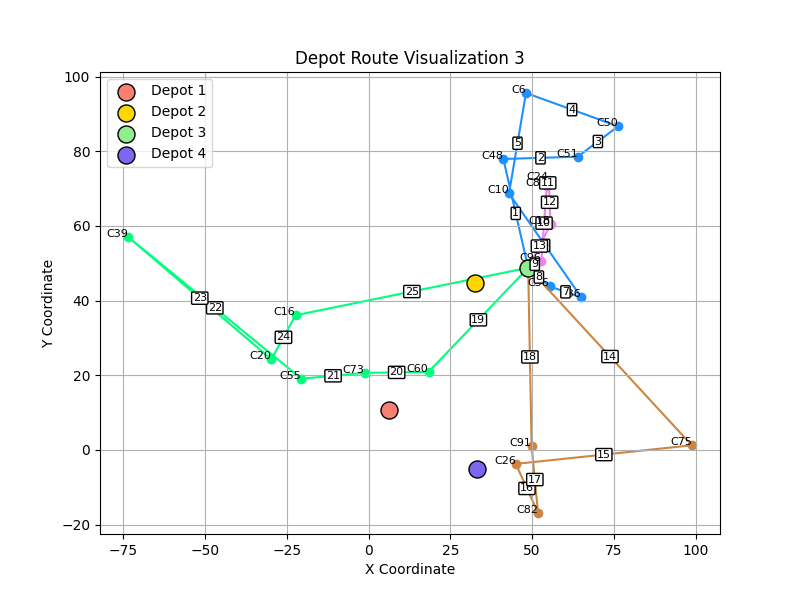 Depot Route Visualization 3
Depot 1
Depot 2
Depot 3
Depot 4
Y Coordinate
100
80
60
40
20
0
−20
−75
−50
−25
0
25
50
75
100
X Coordinate
C6
4
C50
5
3
C48
2
C51
C24
11
C10
12
1
C39
13
9
8
7
25
23
22
C16
19
24
C20
18
14
C55
21
C73
20
C60
C91
C75
15
C26
17
16
C82